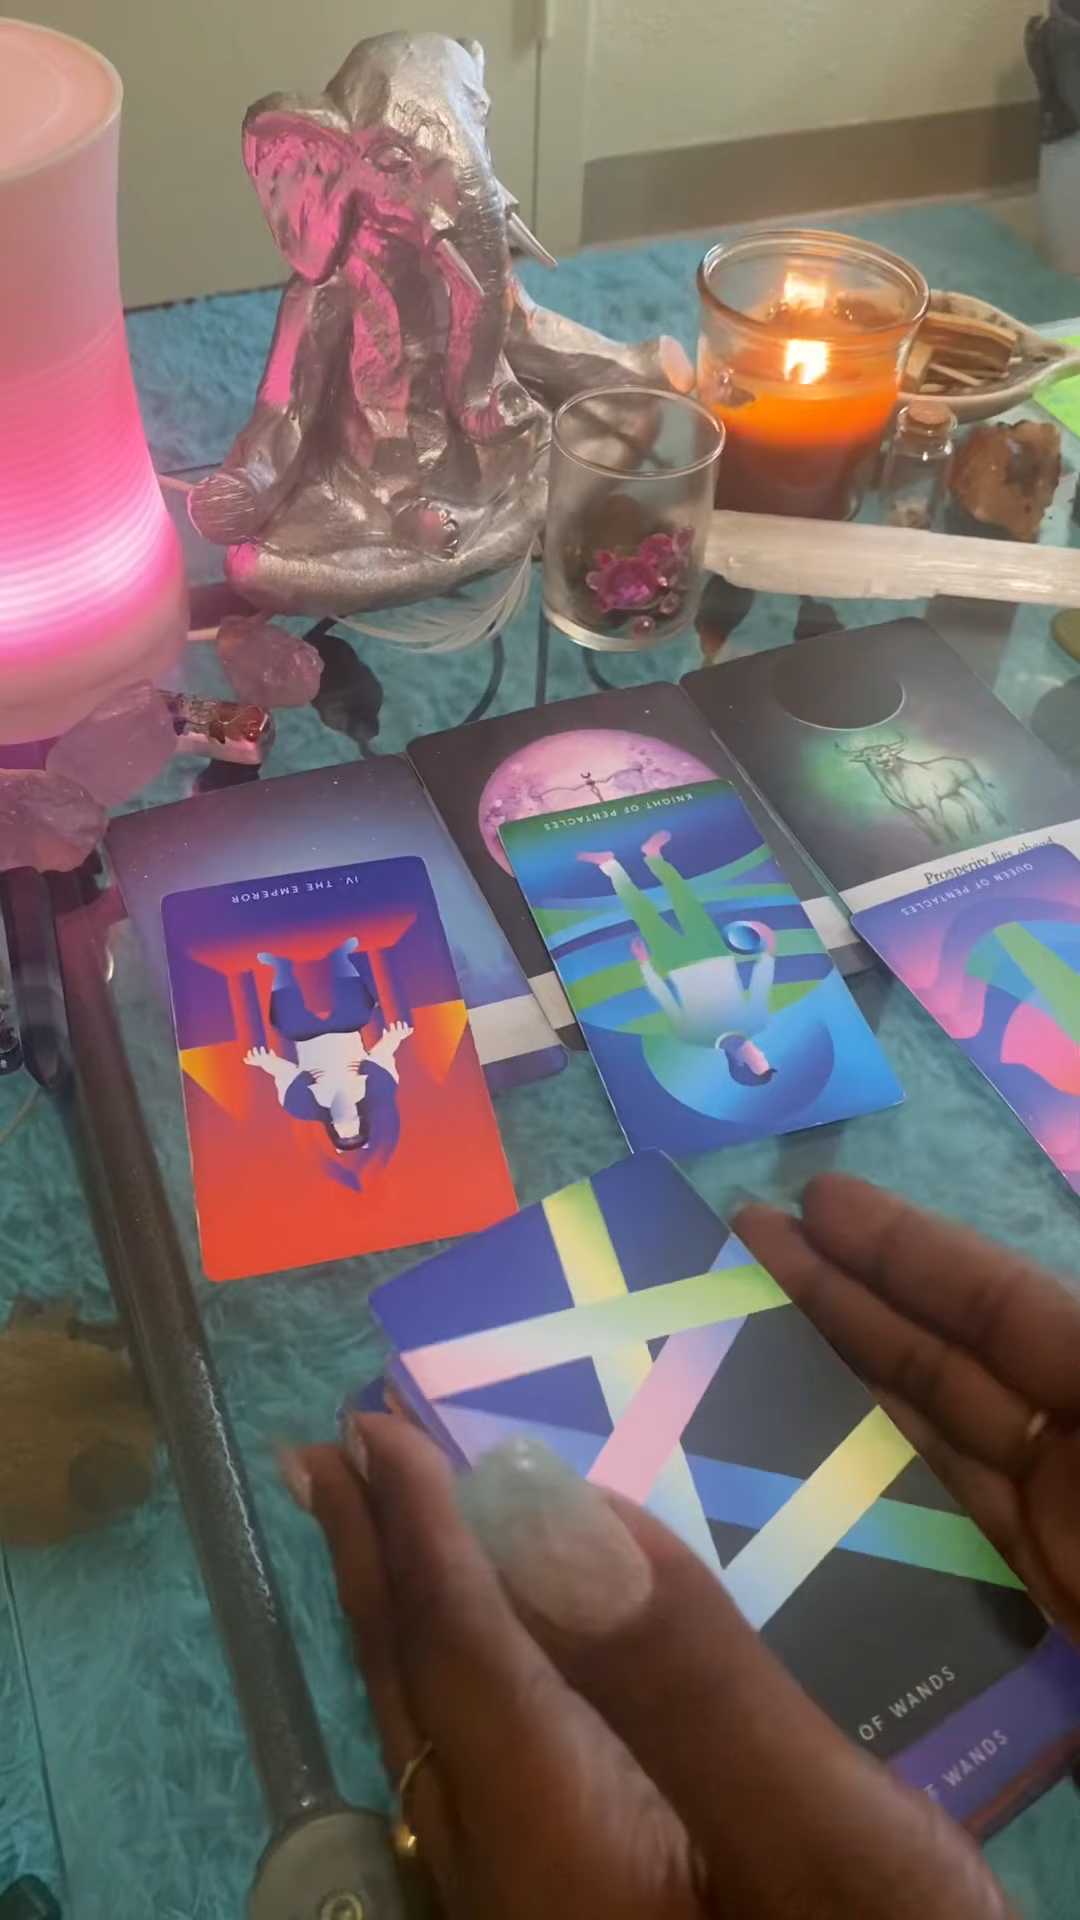 Prosperity lies ahead
KNIGHT OF PENTACLES
QUEEN OF PENTACLES
IV. THE EMPEROR
OF WANDS
WANDS